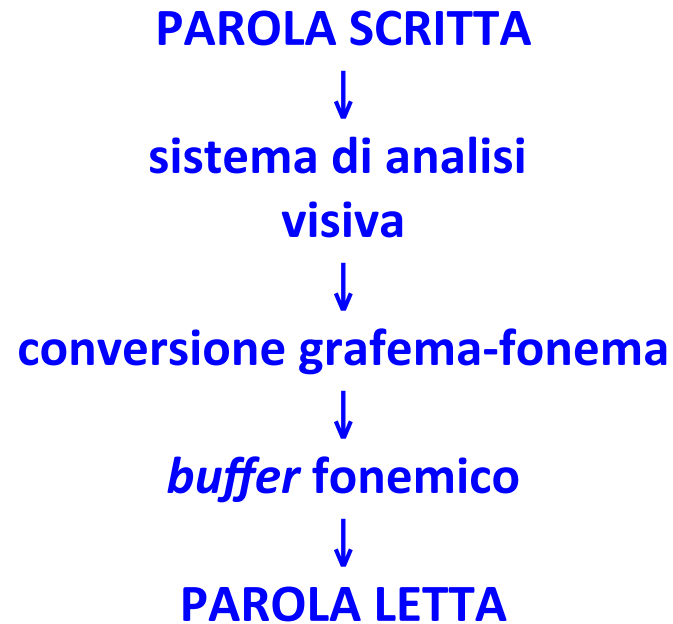 PAROLA SCRITTA
↓
sistema di analisi
visiva
↓
conversione grafema-fonema
↓
buffer fonemico
↓
PAROLA LETTA